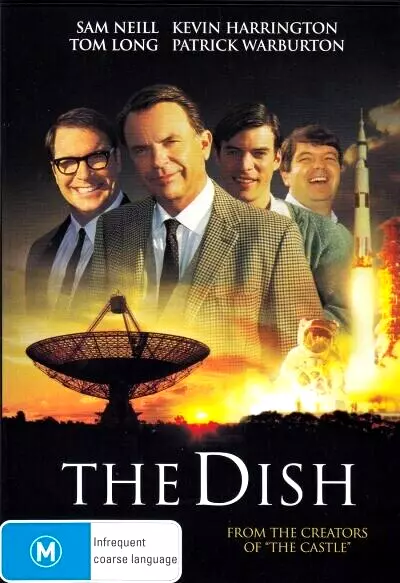 SAM NEILL KEVIN HARRINGTON
TOM LONG PATRICK WARBURTON
THE DISH
FROM THE CREATORS
OF "THE CASTLE"
M
Infrequent
coarse language